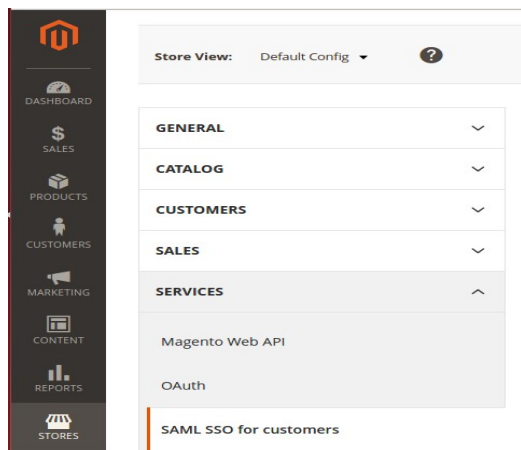 DASHBOARD
SALES
PRODUCTS
CUSTOMERS
MARKETING
CONTENT
REPORTS
STORES
Store View: Default Config
GENERAL
CATALOG
CUSTOMERS
SALES
SERVICES
Magento Web API
OAuth
SAML SSO for customers